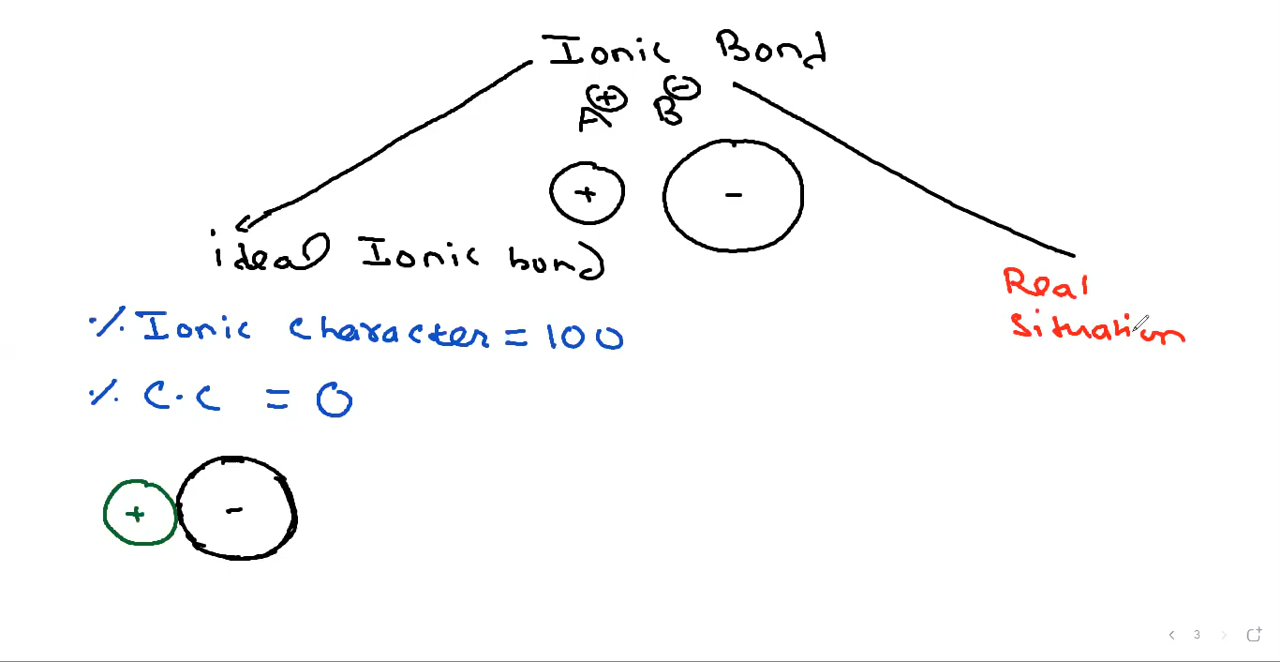 Ionic Bond
A⊕ B⊖
+ -
ideal Ionic bond
Real
Situation
% Ionic character = 100
% C.C = 0
+ -
3